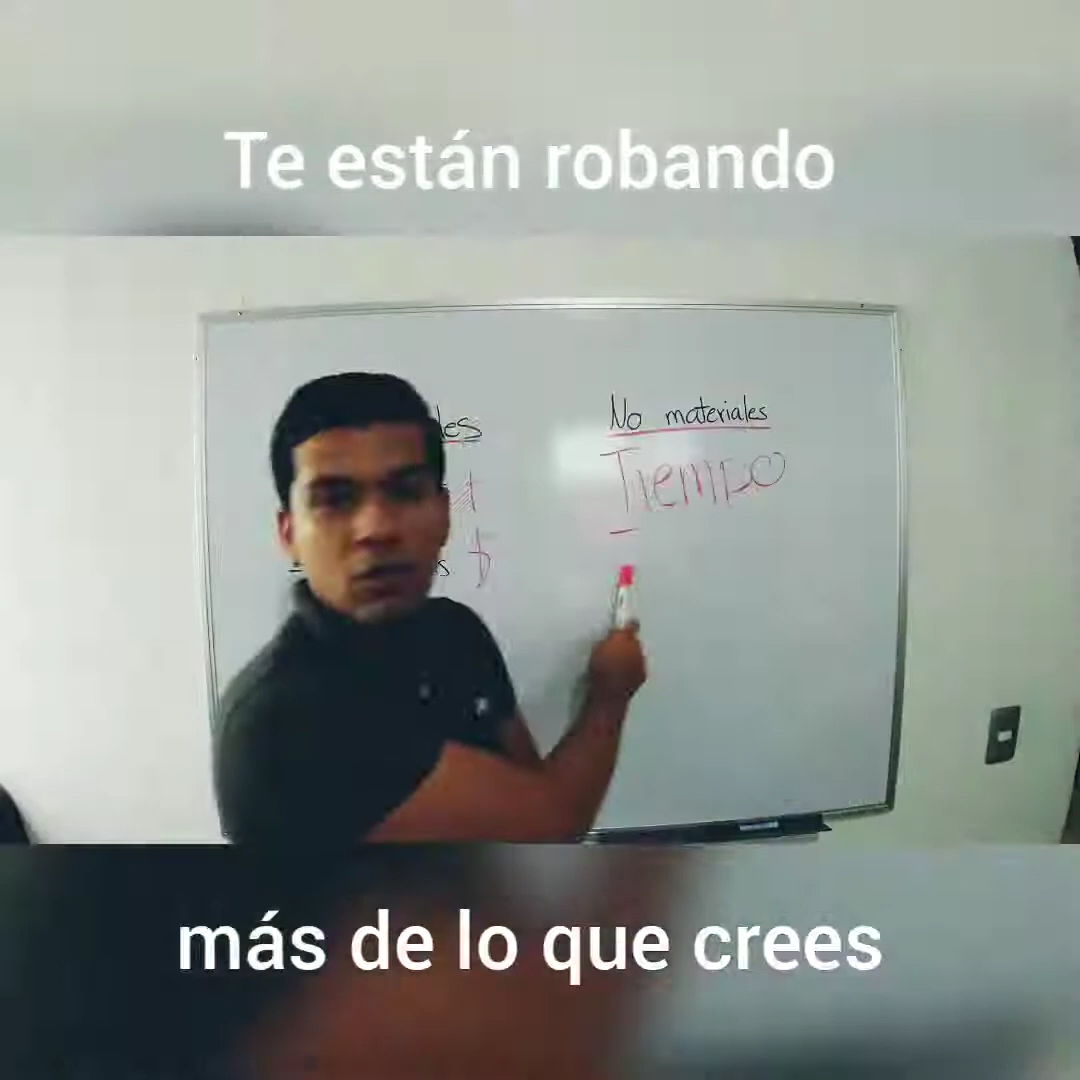 Te están robando
No materiales
Tiempo
más de lo que crees